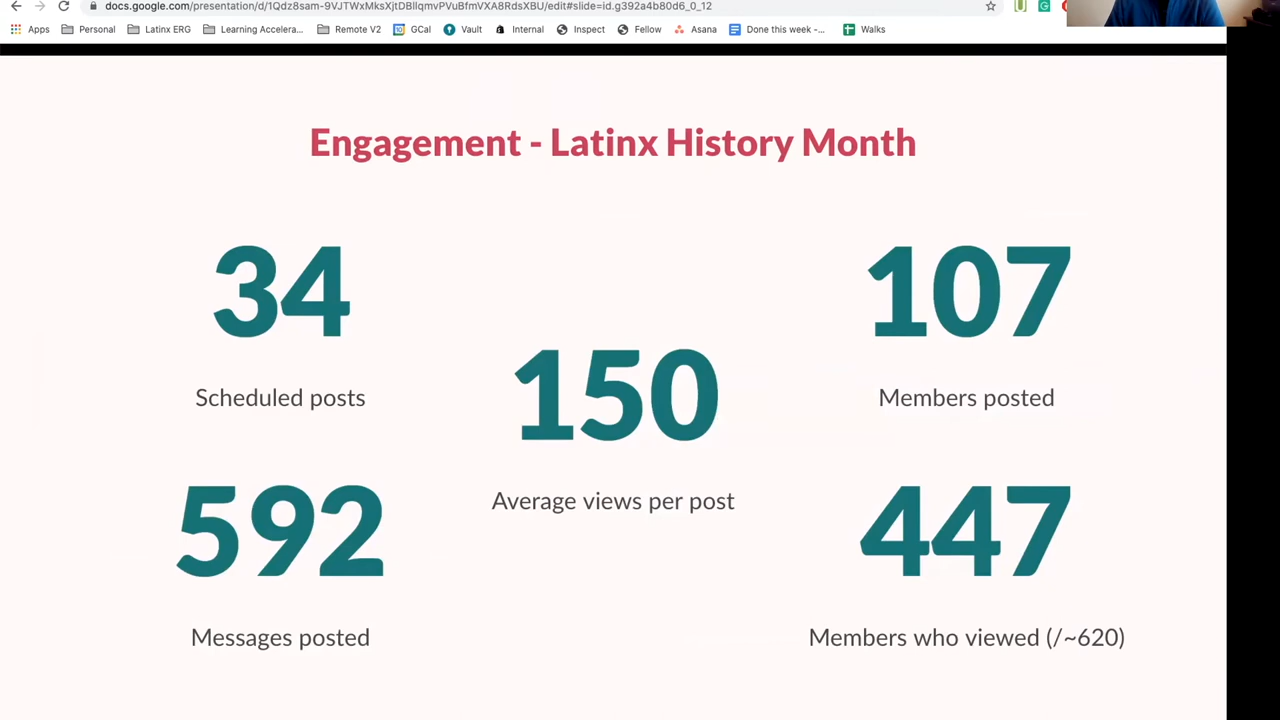 docs.google.com/presentation/d/1Qdz8sam-9VJTWxMksXjtDBIlqmvPVuBfmVXA8RdsXBU/edit#slide=id.g392a4b80d6_0_12
Apps Personal Latinx ERG Learning Accelera... Remote V2 GCal Vault Internal Inspect Fellow Asana Done this week -... Walks
Engagement - Latinx History Month
34
Scheduled posts
107
Members posted
150
Average views per post
592
Messages posted
447
Members who viewed (/~620)